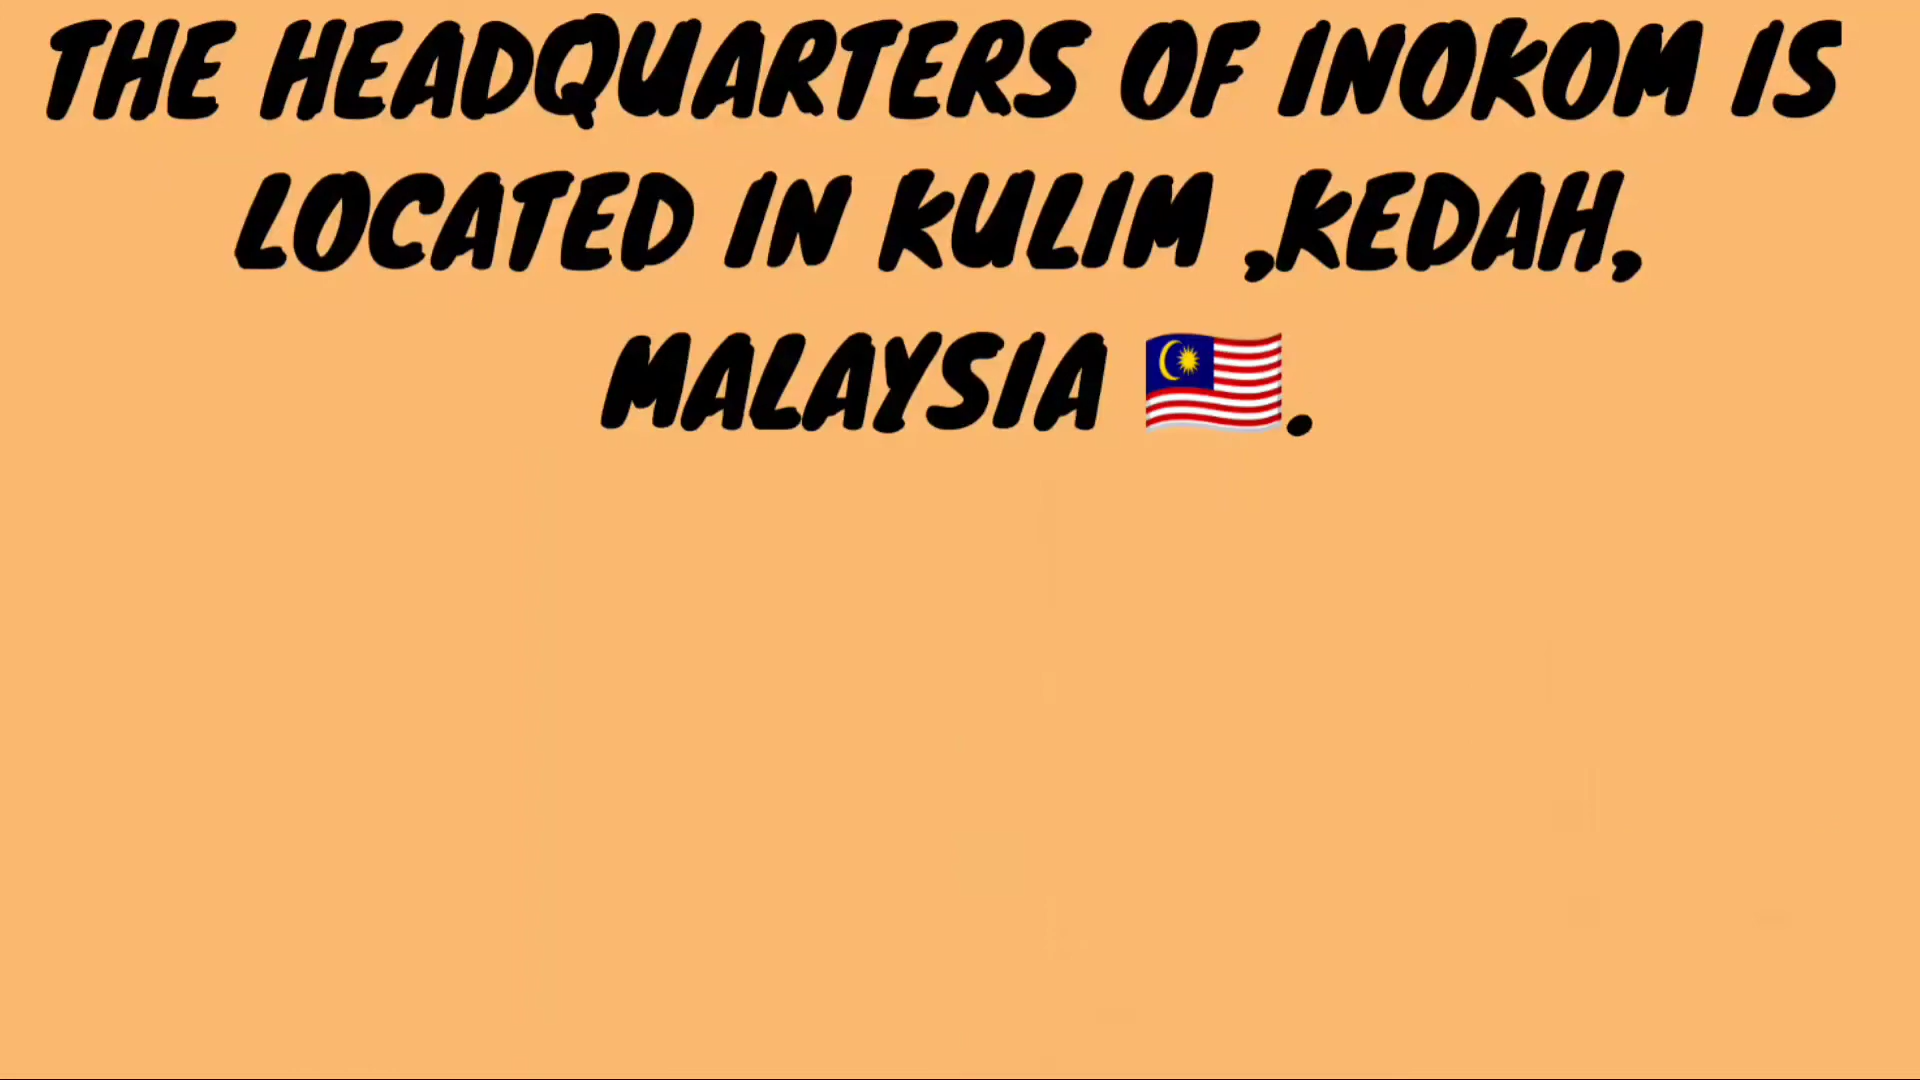 THE HEADQUARTERS OF INOKOM IS
LOCATED IN KULIM ,KEDAH,
MALAYSIA 🇲🇾.